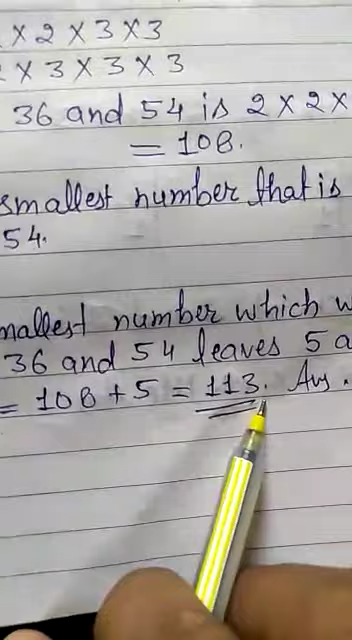 × 2 × 3 × 3
× 3 × 3 × 3
36 and 54 is 2 × 2 ×
= 108.
smallest number that is
54.
smallest number which
36 and 54 leaves 5
= 108 + 5 = 113. Ans.